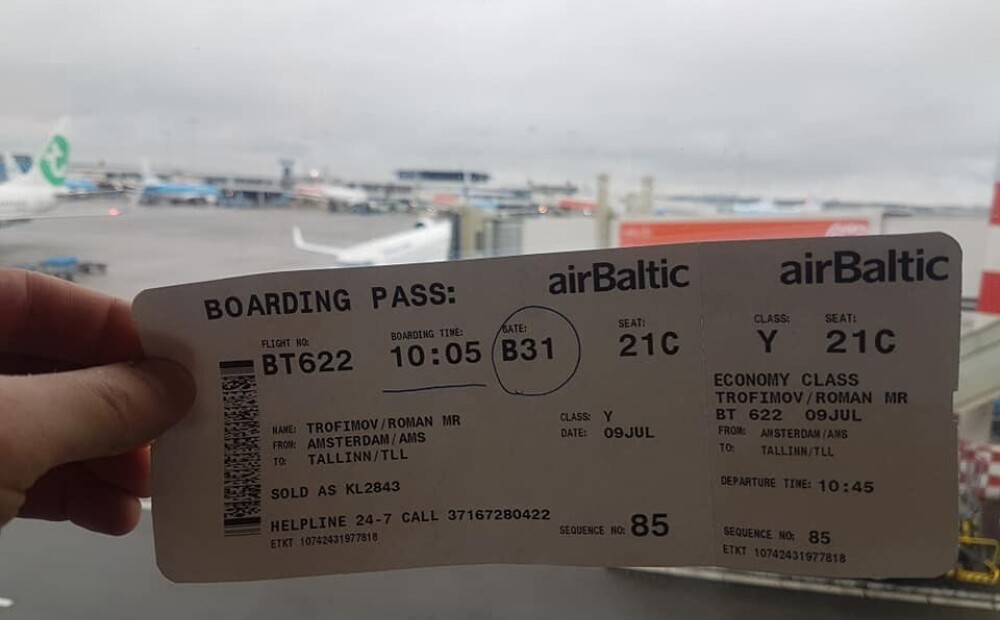 BOARDING PASS:
airBaltic
FLIGHT NO:
BT622
BOARDING TIME:
10:05
GATE:
B31
SEAT:
21C
NAME: TROFIMOV/ROMAN MR
FROM: AMSTERDAM/AMS
TO: TALLINN/TLL
CLASS: Y
DATE: 09JUL
SOLD AS KL2843
HELPLINE 24-7 CALL 37167280422
ETKT 10742431977818
SEQUENCE NO: 85
airBaltic
CLASS:
Y
SEAT:
21C
ECONOMY CLASS
TROFIMOV/ROMAN MR
BT 622 09JUL
FROM: AMSTERDAM/AMS
TO: TALLINN/TLL
DEPARTURE TIME: 10:45
SEQUENCE NO: 85
ETKT 10742431977818